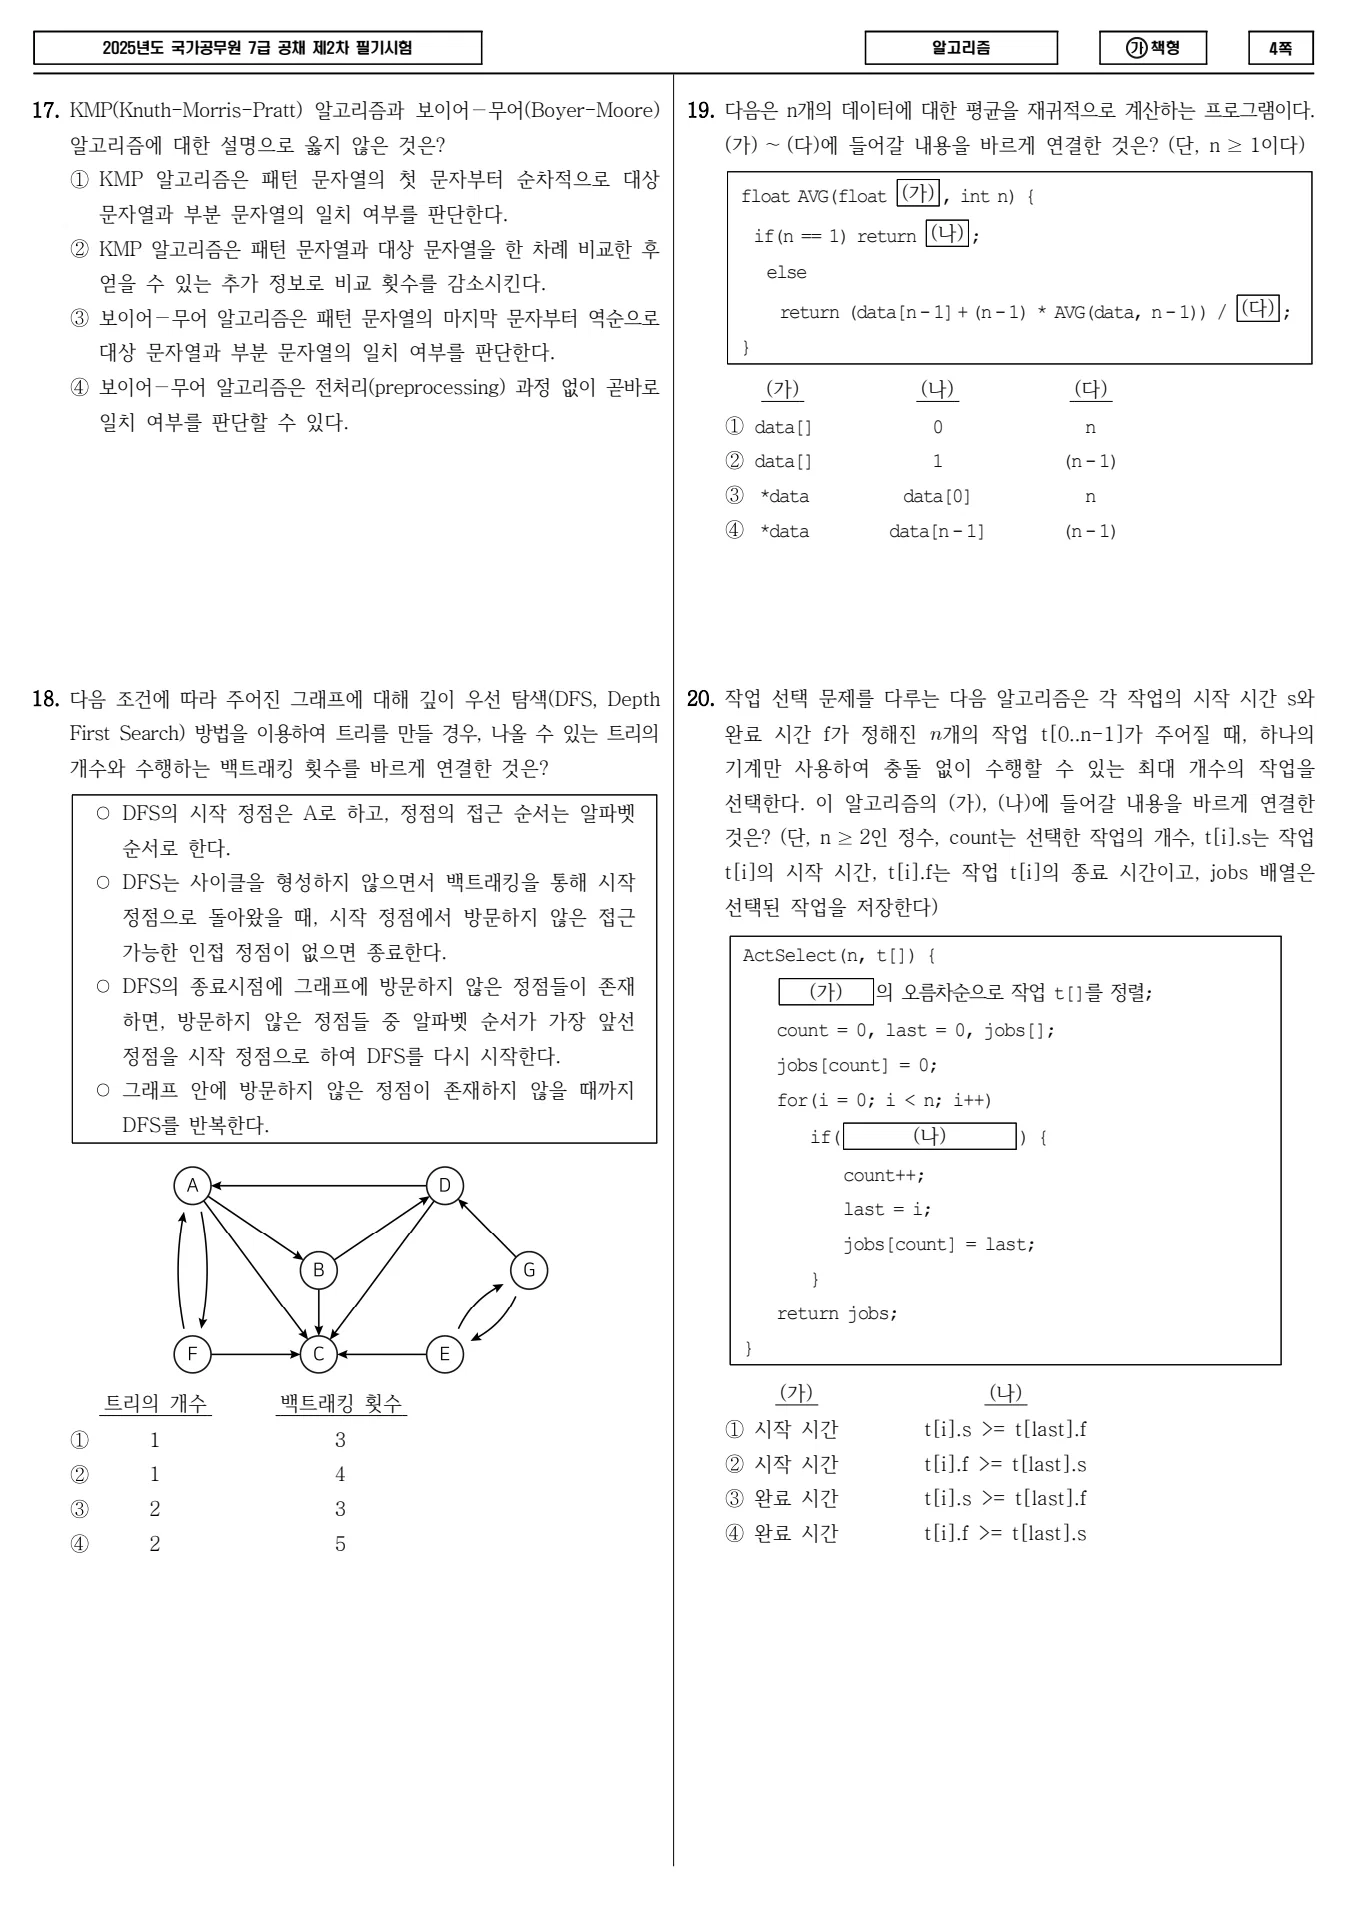 2025년도 국가공무원 7급 공채 제2차 필기시험
알고리즘
㉮책형
4쪽
17. KMP(Knuth-Morris-Pratt) 알고리즘과 보이어-무어(Boyer-Moore)
알고리즘에 대한 설명으로 옳지 않은 것은?
① KMP 알고리즘은 패턴 문자열의 첫 문자부터 순차적으로 대상
문자열과 부분 문자열의 일치 여부를 판단한다.
② KMP 알고리즘은 패턴 문자열과 대상 문자열을 한 차례 비교한 후
얻을 수 있는 추가 정보로 비교 횟수를 감소시킨다.
③ 보이어-무어 알고리즘은 패턴 문자열의 마지막 문자부터 역순으로
대상 문자열과 부분 문자열의 일치 여부를 판단한다.
④ 보이어-무어 알고리즘은 전처리(preprocessing) 과정 없이 곧바로
일치 여부를 판단할 수 있다.
18. 다음 조건에 따라 주어진 그래프에 대해 깊이 우선 탐색(DFS, Depth
First Search) 방법을 이용하여 트리를 만들 경우, 나올 수 있는 트리의
개수와 수행하는 백트래킹 횟수를 바르게 연결한 것은?
○ DFS의 시작 정점은 A로 하고, 정점의 접근 순서는 알파벳
순서로 한다.
○ DFS는 사이클을 형성하지 않으면서 백트래킹을 통해 시작
정점으로 돌아왔을 때, 시작 정점에서 방문하지 않은 접근
가능한 인접 정점이 없으면 종료한다.
○ DFS의 종료시점에 그래프에 방문하지 않은 정점들이 존재
하면, 방문하지 않은 정점들 중 알파벳 순서가 가장 앞선
정점을 시작 정점으로 하여 DFS를 다시 시작한다.
○ 그래프 안에 방문하지 않은 정점이 존재하지 않을 때까지
DFS를 반복한다.
A D
B G
F C E
트리의 개수 백트래킹 횟수
① 1 3
② 1 4
③ 2 3
④ 2 5
19. 다음은 n개의 데이터에 대한 평균을 재귀적으로 계산하는 프로그램이다.
(가) ~ (다)에 들어갈 내용을 바르게 연결한 것은? (단, n ≥ 1이다)
float AVG(float (가), int n) {
if(n == 1) return (나);
else
return (data[n-1]+(n-1) * AVG(data, n-1)) / (다);
}
(가) (나) (다)
① data[] 0 n
② data[] 1 (n-1)
③ *data data[0] n
④ *data data[n-1] (n-1)
20. 작업 선택 문제를 다루는 다음 알고리즘은 각 작업의 시작 시간 s와
완료 시간 f가 정해진 n개의 작업 t[0..n-1]가 주어질 때, 하나의
기계만 사용하여 충돌 없이 수행할 수 있는 최대 개수의 작업을
선택한다. 이 알고리즘의 (가), (나)에 들어갈 내용을 바르게 연결한
것은? (단, n ≥ 2인 정수, count는 선택한 작업의 개수, t[i].s는 작업
t[i]의 시작 시간, t[i].f는 작업 t[i]의 종료 시간이고, jobs 배열은
선택된 작업을 저장한다)
ActSelect(n, t[]) {
(가)의 오름차순으로 작업 t[]를 정렬;
count = 0, last = 0, jobs[];
jobs[count] = 0;
for(i = 0; i < n; i++)
if( (나) ) {
count++;
last = i;
jobs[count] = last;
}
return jobs;
}
(가) (나)
① 시작 시간 t[i].s >= t[last].f
② 시작 시간 t[i].f >= t[last].s
③ 완료 시간 t[i].s >= t[last].f
④ 완료 시간 t[i].f >= t[last].s